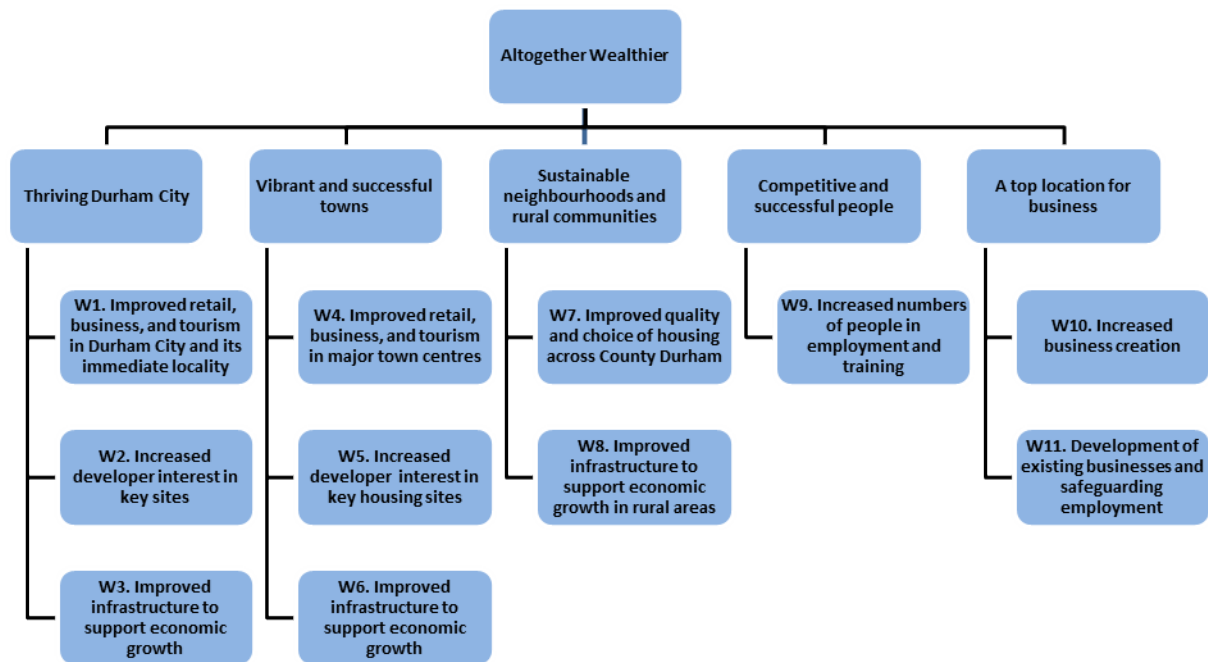 Altogether Wealthier
Thriving Durham City
Vibrant and successful
towns
Sustainable
neighbourhoods and
rural communities
Competitive and
successful people
A top location for
business
W1. Improved retail,
business, and tourism
in Durham City and its
immediate locality
W2. Increased
developer interest in
key sites
W3. Improved
infrastructure to
support economic
growth
W4. Improved retail,
business, and tourism
in major town centres
W5. Increased
developer interest in
key housing sites
W6. Improved
infrastructure to
support economic
growth
W7. Improved quality
and choice of housing
across County Durham
W8. Improved
infrastructure to
support economic
growth in rural areas
W9. Increased numbers
of people in
employment and
training
W10. Increased
business creation
W11. Development of
existing businesses and
safeguarding
employment